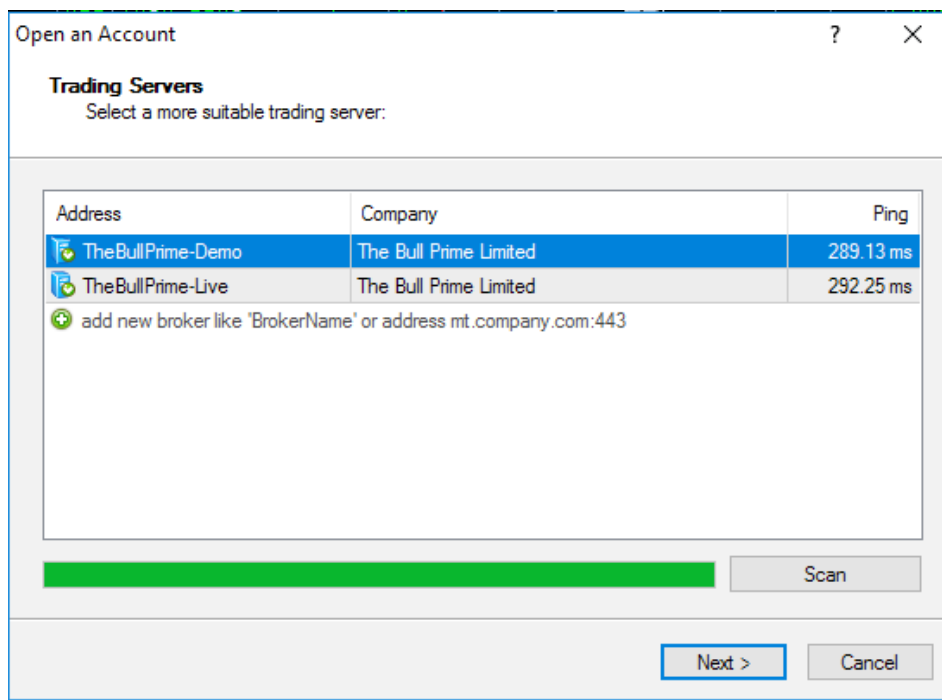 Open an Account ?
Trading Servers
Select a more suitable trading server:
Address Company Ping
TheBullPrime-Demo The Bull Prime Limited 289.13 ms
TheBullPrime-Live The Bull Prime Limited 292.25 ms
add new broker like 'BrokerName' or address mt.company.com:443
Scan
Next > Cancel